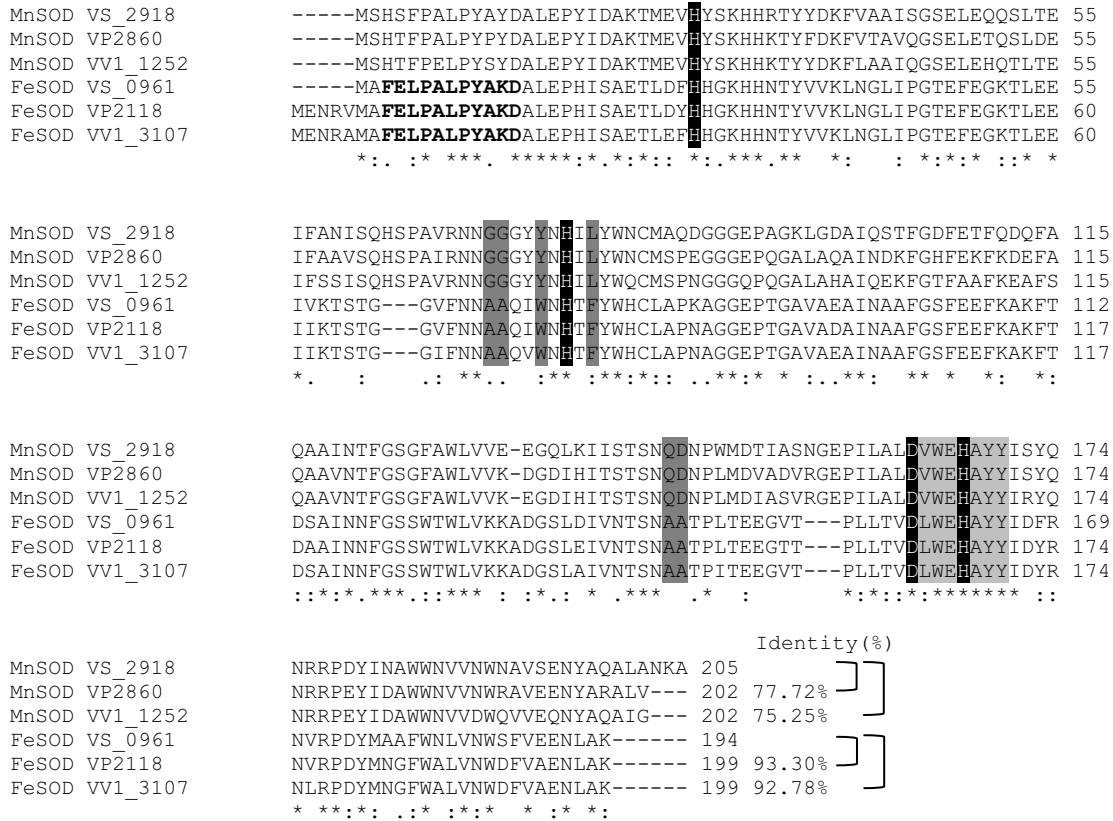 MnSOD VS_2918 -----MSHSFPALPYAYDALEPYIDAKTMEVHYSKHHRTYYDKFVAAISGSELEQQSLTE 55
MnSOD VP2860 -----MSHTFPALPYPYDALEPYIDAKTMEVHYSKHHKTYFDKFVTAVQGSELETQSLDE 55
MnSOD VV1_1252 -----MSHTFPELPYSYDALEPYIDAKTMEVHYSKHHKTYYDKFLAAIQGSELEHQTLTE 55
FeSOD VS_0961 -----MAFELPALPYAKDALEPHISAETLDFHHGKHHNTYVVKLNGLIPGTEFEGKTLEE 55
FeSOD VP2118 MENRVMAFELPALPYAKDALEPHISAETLDYHHGKHHNTYVVKLNGLIPGTEFEGKTLEE 60
FeSOD VV1_3107 MENRAMAFELPALPYAKDALEPHISAETLEFHHGKHHNTYVVKLNGLIPGTEFEGKTLEE 60
*:. :* ***. *****:.*:*:: *:.***.** *: : *:*:* ::* *
MnSOD VS_2918 IFANISQHSPAVRNNGGGYYNHILYWNCMAQDGGGEPAGKLGDAIQSTFGDFETFQDQFA 115
MnSOD VP2860 IFAAVSQHSPAIRNNGGGYYNHILYWNCMSPEGGGEPQGALAQAINDKFGHFEKFKDEFA 115
MnSOD VV1_1252 IFSSISQHSPAVRNNGGGYYNHILYWQCMSPNGGGQPQGALAHAIQEKFGTFAAFKEAFS 115
FeSOD VS_0961 IVKTSTG---GVFNNAAQIWNHTFYWHCLAPKAGGEPTGAVAEAINAAFGSFEEFKAKFT 112
FeSOD VP2118 IIKTSTG---GVFNNAAQIWNHTFYWHCLAPNAGGEPTGAVADAINAAFGSFEEFKAKFT 117
FeSOD VV1_3107 IIKTSTG---GIFNNAAQVWNHTFYWHCLAPNAGGEPTGAVAEAINAAFGSFEEFKAKFT 117
*. : .: **.. :** :**:*:: ..**:* * :..**: ** * *: *:
MnSOD VS_2918 QAAINTFGSGFAWLVVE-EGQLKIISTSNQDNPWMDTIASNGEPILALDVWEHAYYISYQ 174
MnSOD VP2860 QAAVNTFGSGFAWLVVK-DGDIHITSTSNQDNPLMDVADVRGEPILALDVWEHAYYISYQ 174
MnSOD VV1_1252 QAAVNTFGSGFAWLVVK-DGDIHITSTSNQDNPLMDIASVRGEPILALDVWEHAYYIRYQ 174
FeSOD VS_0961 DSAINNFGSSWTWLVKKADGSLDIVNTSNAATPLTEEGVT---PLLTVDLWEHAYYIDFR 169
FeSOD VP2118 DAAINNFGSSWTWLVKKADGSLEIVNTSNAATPLTEEGTT---PLLTVDLWEHAYYIDYR 174
FeSOD VV1_3107 DSAINNFGSSWTWLVKKADGSLAIVNTSNAATPITEEGVT---PLLTVDLWEHAYYIDYR 174
::*:*.***.::*** : :*.: * .*** .* : *:*::*:******* ::
Identity(%)
MnSOD VS_2918 NRRPDYINAWWNVVNWNAVSENYAQALANKA 205
MnSOD VP2860 NRRPEYIDAWWNVVNWRAVEENYARALV--- 202 77.72%
MnSOD VV1_1252 NRRPEYIDAWWNVVDWQVVEQNYAQAIG--- 202 75.25%
FeSOD VS_0961 NVRPDYMAAFWNLVNWSFVEENLAK------ 194
FeSOD VP2118 NVRPDYMNGFWNLVNWDFVAENLAK------ 199 93.30%
FeSOD VV1_3107 NLRPDYMNGFWALVNWDFVAENLAK------ 199 92.78%
* **:*: .:* :*:* * :* *: